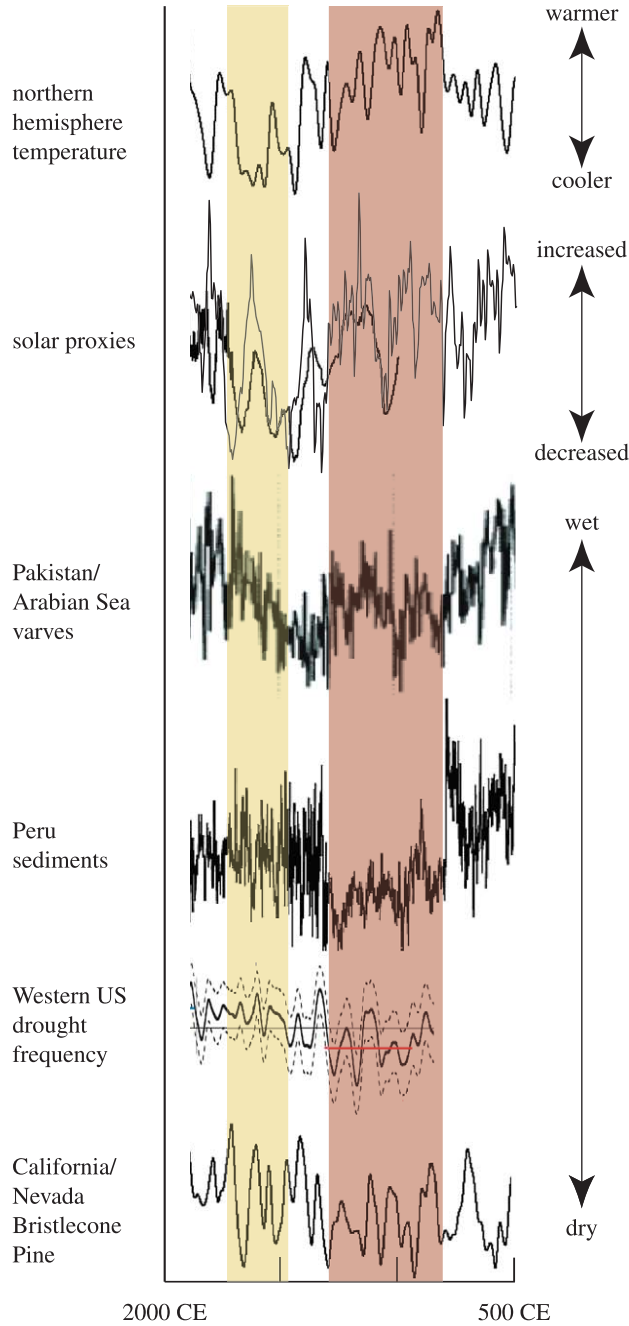 warmer
northern
hemisphere
temperature
cooler
increased
solar proxies
decreased
wet
Pakistan/
Arabian Sea
varves
Peru
sediments
Western US
drought
frequency
California/
Nevada
Bristlecone
Pine
dry
2000 CE
500 CE